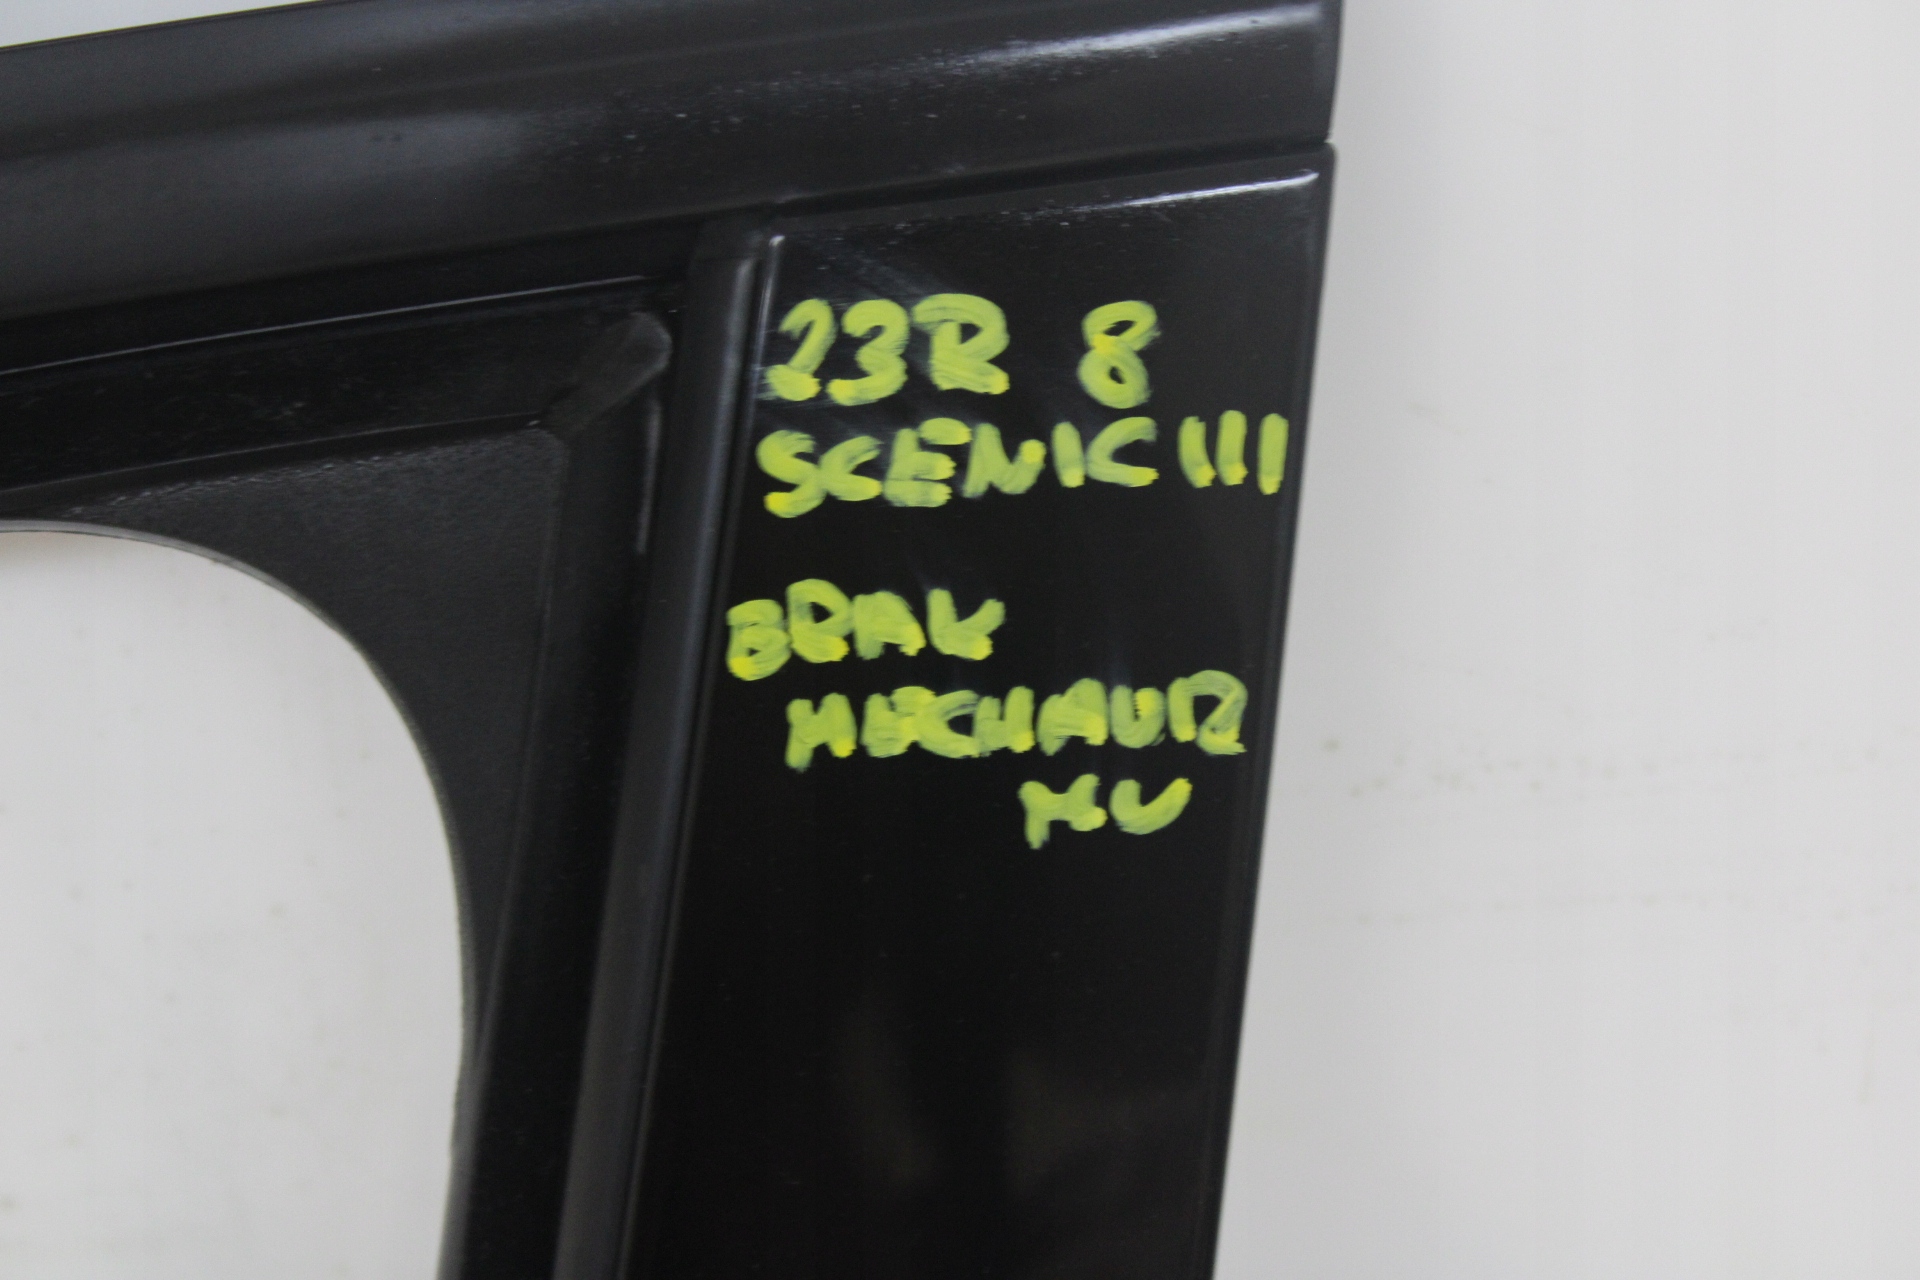 23R 8
SCENIC III
BRAK
MECHANIZ
MU